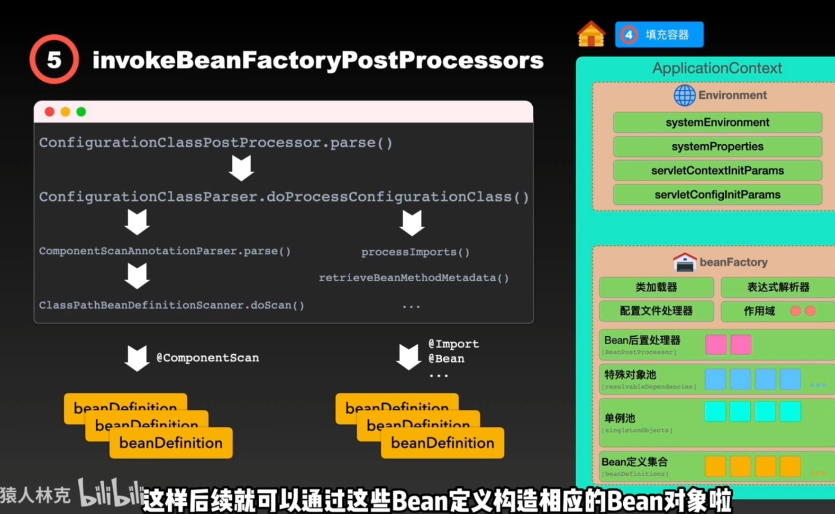 5 invokeBeanFactoryPostProcessors
ConfigurationClassPostProcessor.parse()
ConfigurationClassParser.doProcessConfigurationClass()
ComponentScanAnnotationParser.parse()
processImports()
retrieveBeanMethodMetadata()
ClassPathBeanDefinitionScanner.doScan()
...
@ComponentScan
@Import
@Bean
...
beanDefinition
beanDefinition
beanDefinition
beanDefinition
beanDefinition
beanDefinition
4 填充容器
ApplicationContext
Environment
systemEnvironment
systemProperties
servletContextInitParams
servletConfigInitParams
beanFactory
类加载器
表达式解析器
配置文件处理器
作用域
Bean后置处理器
[BeanPostProcessor]
特殊对象池
[resolvableDependencies]
...
单例池
[singletonObjects]
Bean定义集合
[beanDefinitions]
...
猿人林克 bilibili
这样后续就可以通过这些Bean定义构造相应的Bean对象啦